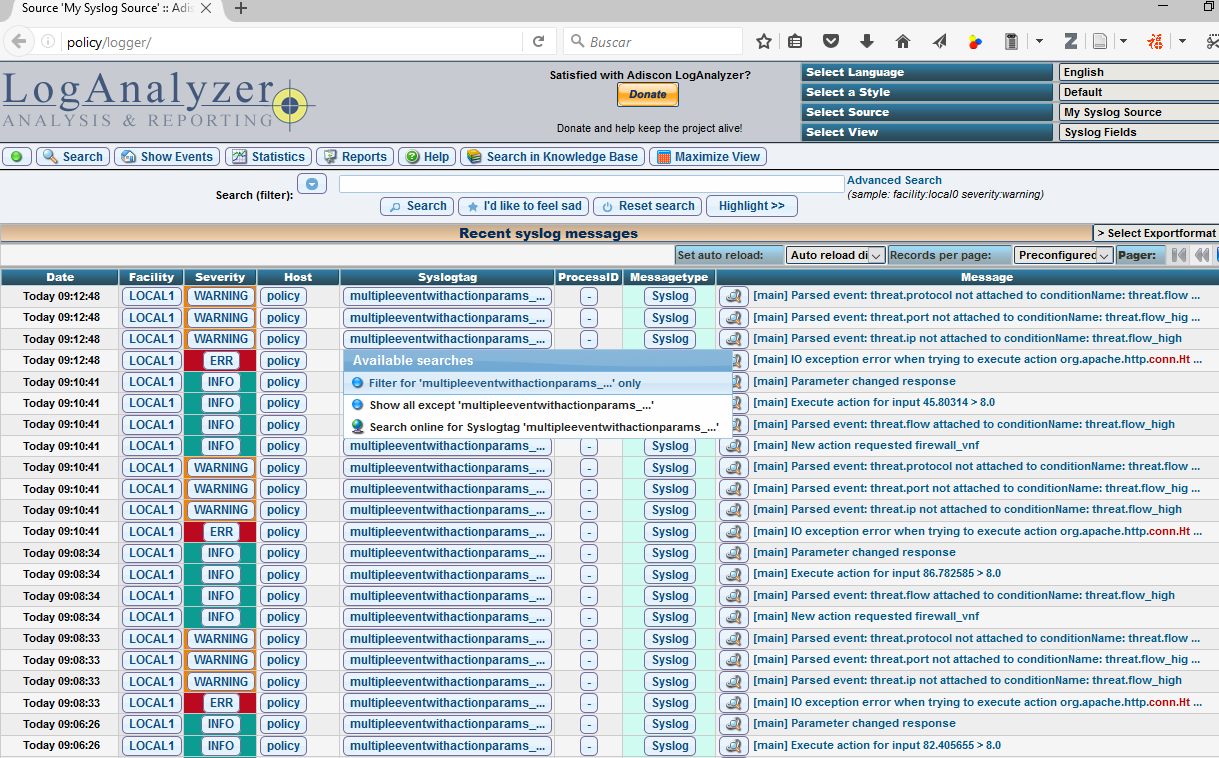 Source 'My Syslog Source' :: Adis
policy/logger/
Buscar
LogAnalyzer
ANALYSIS & REPORTING
Satisfied with Adiscon LogAnalyzer?
Donate
Donate and help keep the project alive!
Select Language English
Select a Style Default
Select Source My Syslog Source
Select View Syslog Fields
Search Show Events Statistics Reports Help Search in Knowledge Base Maximize View
Search (filter): Advanced Search
(sample: facility:local0 severity:warning)
Search I'd like to feel sad Reset search Highlight >>
Recent syslog messages > Select Exportformat
Set auto reload: Auto reload di Records per page: Preconfigured Pager:
Date Facility Severity Host Syslogtag ProcessID Messagetype Message
Today 09:12:48 LOCAL1 WARNING policy multipleeventwithactionparams_... - Syslog [main] Parsed event: threat.protocol not attached to conditionName: threat.flow ...
Today 09:12:48 LOCAL1 WARNING policy multipleeventwithactionparams_... - Syslog [main] Parsed event: threat.port not attached to conditionName: threat.flow_hig ...
Today 09:12:48 LOCAL1 WARNING policy multipleeventwithactionparams_... - Syslog [main] Parsed event: threat.ip not attached to conditionName: threat.flow_high
Today 09:12:48 LOCAL1 ERR policy Available searches [main] IO exception error when trying to execute action org.apache.http.conn.Ht ...
Today 09:10:41 LOCAL1 INFO policy Filter for 'multipleeventwithactionparams_...' only [main] Parameter changed response
Today 09:10:41 LOCAL1 INFO policy Show all except 'multipleeventwithactionparams_...' [main] Execute action for input 45.80314 > 8.0
Today 09:10:41 LOCAL1 INFO policy Search online for Syslogtag 'multipleeventwithactionparams_...' [main] Parsed event: threat.flow attached to conditionName: threat.flow_high
Today 09:10:41 LOCAL1 INFO policy multipleeventwithactionparams_... - Syslog [main] New action requested firewall_vnf
Today 09:10:41 LOCAL1 WARNING policy multipleeventwithactionparams_... - Syslog [main] Parsed event: threat.protocol not attached to conditionName: threat.flow ...
Today 09:10:41 LOCAL1 WARNING policy multipleeventwithactionparams_... - Syslog [main] Parsed event: threat.port not attached to conditionName: threat.flow_hig ...
Today 09:10:41 LOCAL1 WARNING policy multipleeventwithactionparams_... - Syslog [main] Parsed event: threat.ip not attached to conditionName: threat.flow_high
Today 09:10:41 LOCAL1 ERR policy multipleeventwithactionparams_... - Syslog [main] IO exception error when trying to execute action org.apache.http.conn.Ht ...
Today 09:08:34 LOCAL1 INFO policy multipleeventwithactionparams_... - Syslog [main] Parameter changed response
Today 09:08:34 LOCAL1 INFO policy multipleeventwithactionparams_... - Syslog [main] Execute action for input 86.782585 > 8.0
Today 09:08:34 LOCAL1 INFO policy multipleeventwithactionparams_... - Syslog [main] Parsed event: threat.flow attached to conditionName: threat.flow_high
Today 09:08:34 LOCAL1 INFO policy multipleeventwithactionparams_... - Syslog [main] New action requested firewall_vnf
Today 09:08:33 LOCAL1 WARNING policy multipleeventwithactionparams_... - Syslog [main] Parsed event: threat.protocol not attached to conditionName: threat.flow ...
Today 09:08:33 LOCAL1 WARNING policy multipleeventwithactionparams_... - Syslog [main] Parsed event: threat.port not attached to conditionName: threat.flow_hig ...
Today 09:08:33 LOCAL1 WARNING policy multipleeventwithactionparams_... - Syslog [main] Parsed event: threat.ip not attached to conditionName: threat.flow_high
Today 09:08:33 LOCAL1 ERR policy multipleeventwithactionparams_... - Syslog [main] IO exception error when trying to execute action org.apache.http.conn.Ht ...
Today 09:06:26 LOCAL1 INFO policy multipleeventwithactionparams_... - Syslog [main] Parameter changed response
Today 09:06:26 LOCAL1 INFO policy multipleeventwithactionparams_... - Syslog [main] Execute action for input 82.405655 > 8.0